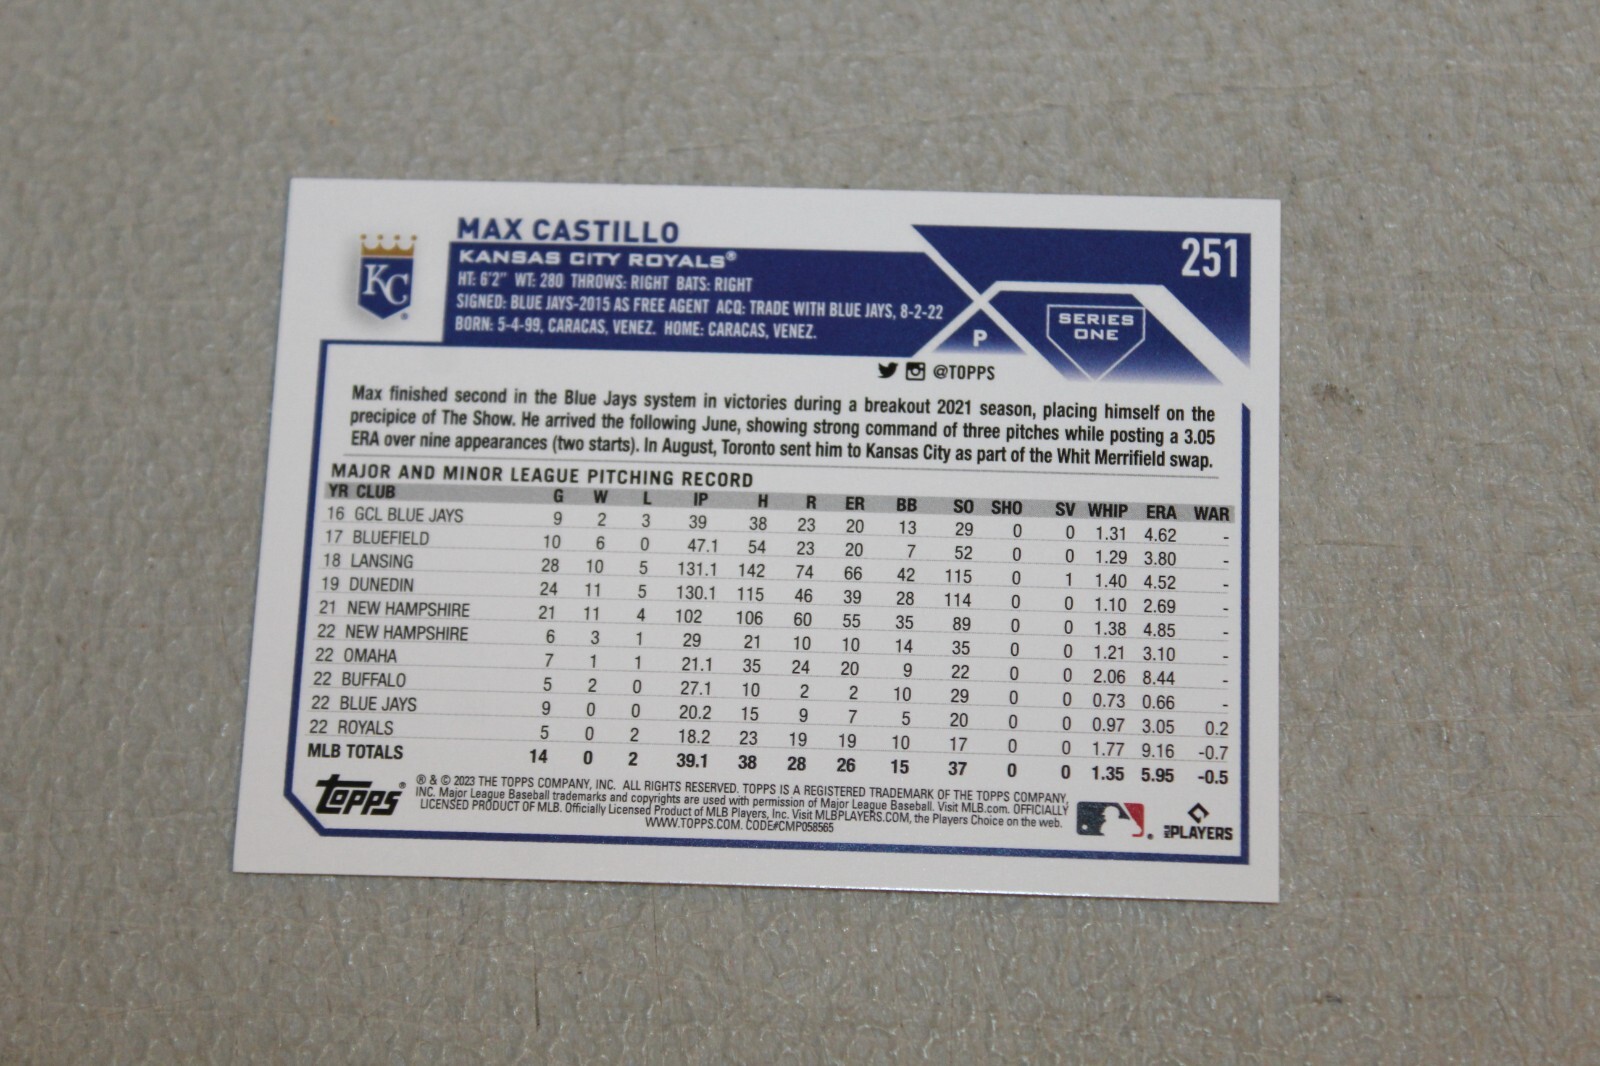 MAX CASTILLO
251
KC
KANSAS CITY ROYALS®
HT: 6'2" WT: 280 THROWS: RIGHT BATS: RIGHT
SIGNED: BLUE JAYS-2015 AS FREE AGENT ACQ: TRADE WITH BLUE JAYS, 8-2-22
BORN: 5-4-99, CARACAS, VENEZ. HOME: CARACAS, VENEZ.
P
SERIES
ONE
@TOPPS
Max finished second in the Blue Jays system in victories during a breakout 2021 season, placing himself on the
precipice of The Show. He arrived the following June, showing strong command of three pitches while posting a 3.05
ERA over nine appearances (two starts). In August, Toronto sent him to Kansas City as part of the Whit Merrifield swap.
MAJOR AND MINOR LEAGUE PITCHING RECORD
YR CLUB G W L IP H R ER BB SO SHO SV WHIP ERA WAR
16 GCL BLUE JAYS 9 2 3 39 38 23 20 13 29 0 0 1.31 4.62 -
17 BLUEFIELD 10 6 0 47.1 54 23 20 7 52 0 0 1.29 3.80 -
18 LANSING 28 10 5 131.1 142 74 66 42 115 0 1 1.40 4.52 -
19 DUNEDIN 24 11 5 130.1 115 46 39 28 114 0 0 1.10 2.69 -
21 NEW HAMPSHIRE 21 11 4 102 106 60 55 35 89 0 0 1.38 4.85 -
22 NEW HAMPSHIRE 6 3 1 29 21 10 10 14 35 0 0 1.21 3.10 -
22 OMAHA 7 1 1 21.1 35 24 20 9 22 0 0 2.06 8.44 -
22 BUFFALO 5 2 0 27.1 10 2 2 10 29 0 0 0.73 0.66 -
22 BLUE JAYS 9 0 0 20.2 15 9 7 5 20 0 0 0.97 3.05 0.2
22 ROYALS 5 0 2 18.2 23 19 19 10 17 0 0 1.77 9.16 -0.7
MLB TOTALS 14 0 2 39.1 38 28 26 15 37 0 0 1.35 5.95 -0.5
Topps®
® & © 2023 THE TOPPS COMPANY, INC. ALL RIGHTS RESERVED. TOPPS IS A REGISTERED TRADEMARK OF THE TOPPS COMPANY,
INC. Major League Baseball trademarks and copyrights are used with permission of Major League Baseball. Visit MLB.com. OFFICIALLY
LICENSED PRODUCT OF MLB. Officially Licensed Product of MLB Players, Inc. Visit MLBPLAYERS.COM, the Players Choice on the web.
WWW.TOPPS.COM. CODE#CMP058565
MLB PLAYERS